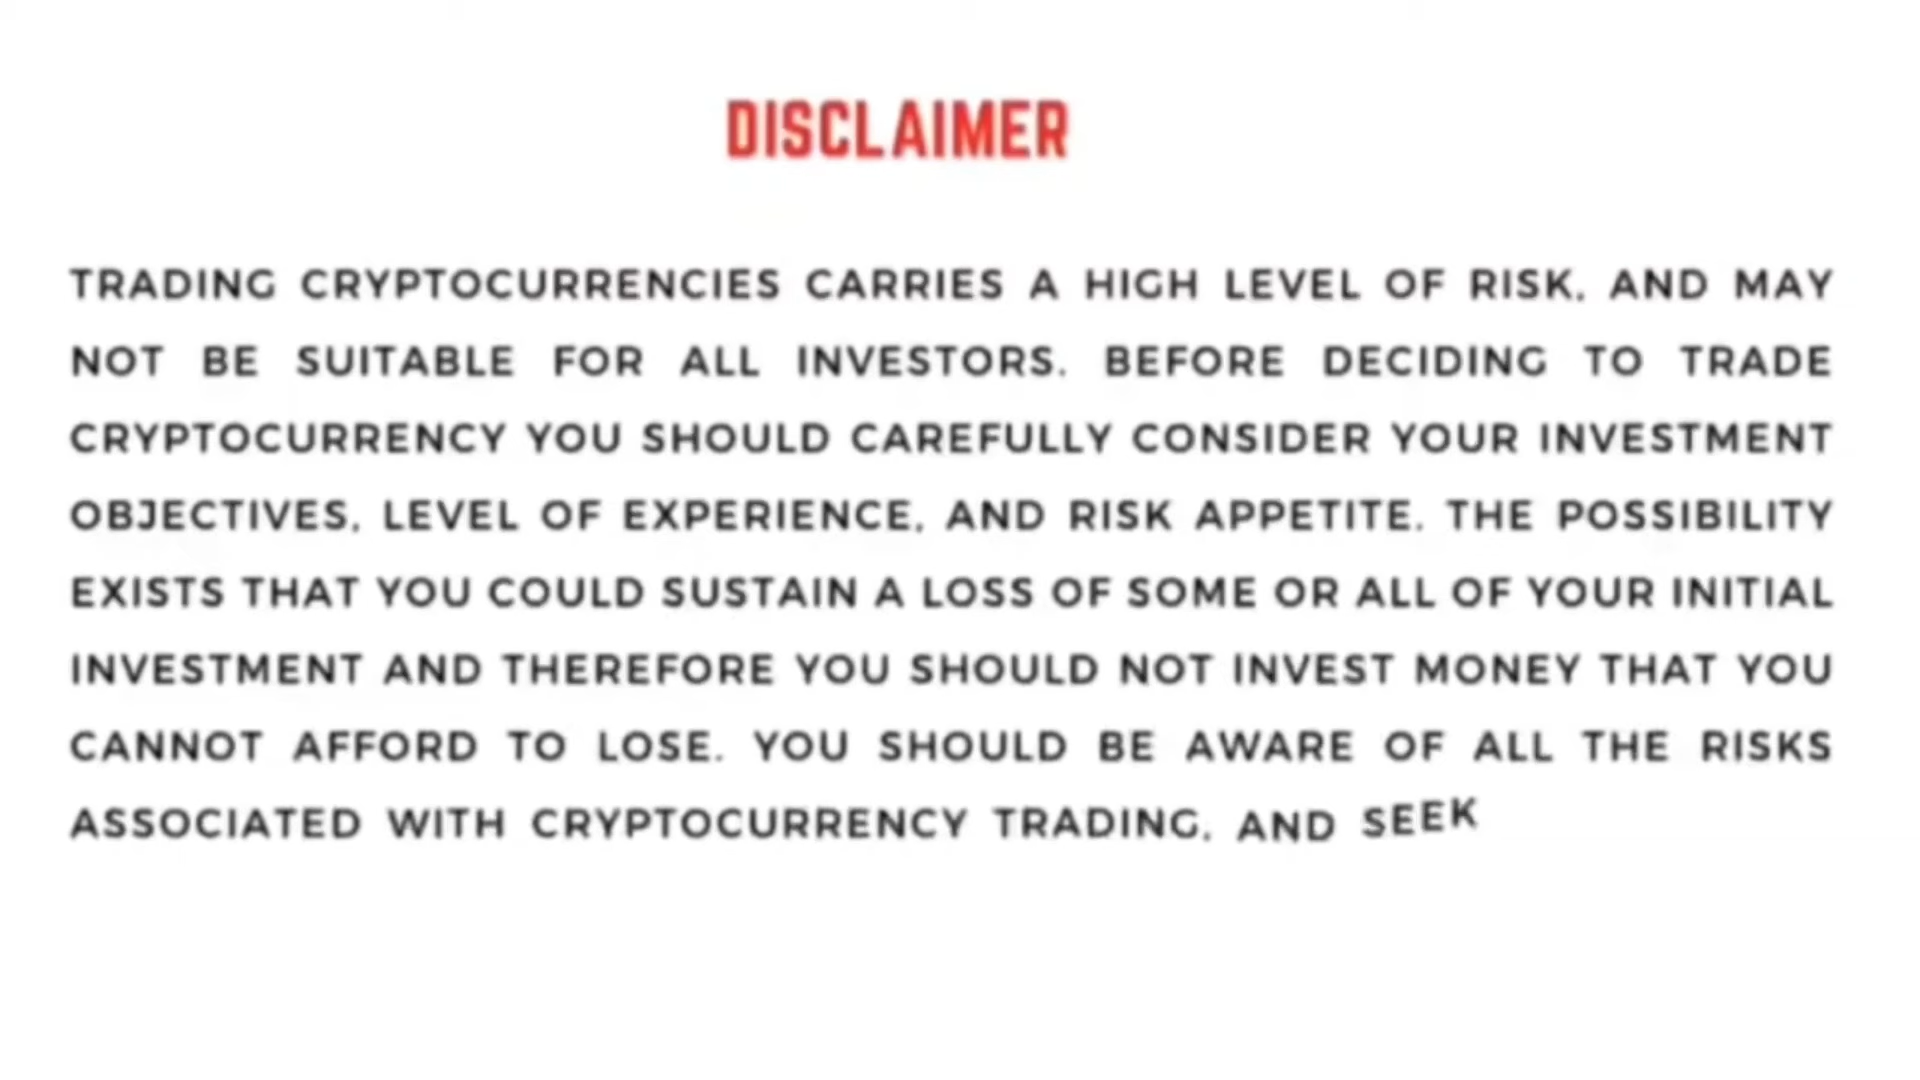 DISCLAIMER
TRADING CRYPTOCURRENCIES CARRIES A HIGH LEVEL OF RISK, AND MAY
NOT BE SUITABLE FOR ALL INVESTORS. BEFORE DECIDING TO TRADE
CRYPTOCURRENCY YOU SHOULD CAREFULLY CONSIDER YOUR INVESTMENT
OBJECTIVES, LEVEL OF EXPERIENCE, AND RISK APPETITE. THE POSSIBILITY
EXISTS THAT YOU COULD SUSTAIN A LOSS OF SOME OR ALL OF YOUR INITIAL
INVESTMENT AND THEREFORE YOU SHOULD NOT INVEST MONEY THAT YOU
CANNOT AFFORD TO LOSE. YOU SHOULD BE AWARE OF ALL THE RISKS
ASSOCIATED WITH CRYPTOCURRENCY TRADING, AND SEEK